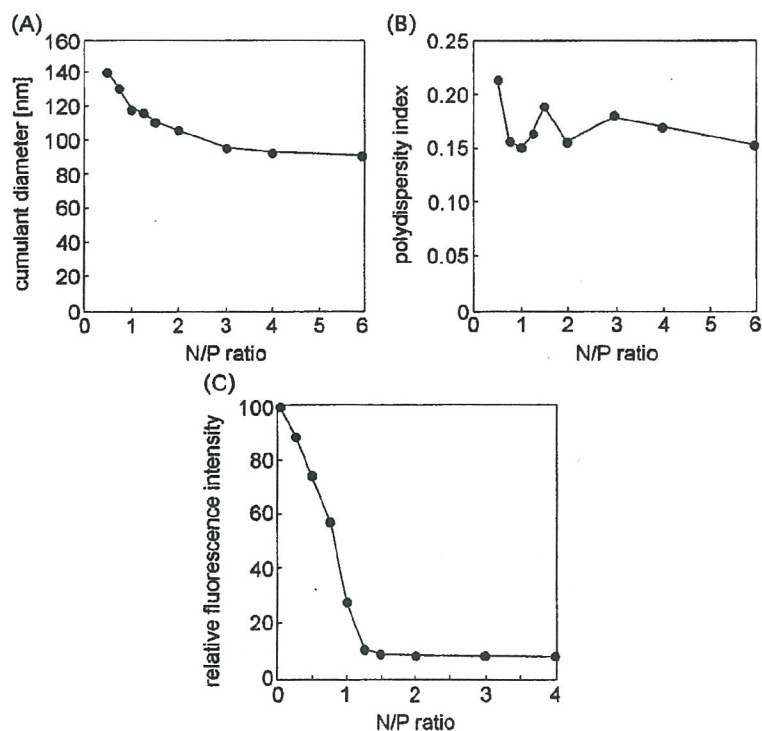 (A)
160
140
120
100
80
60
40
20
0
0 1 2 3 4 5 6
cumulant diameter [nm]
N/P ratio
(B)
0.25
0.20
0.15
0.10
0.05
0
0 1 2 3 4 5 6
polydispersity index
N/P ratio
(C)
100
80
60
40
20
0
0 1 2 3 4
relative fluorescence intensity
N/P ratio